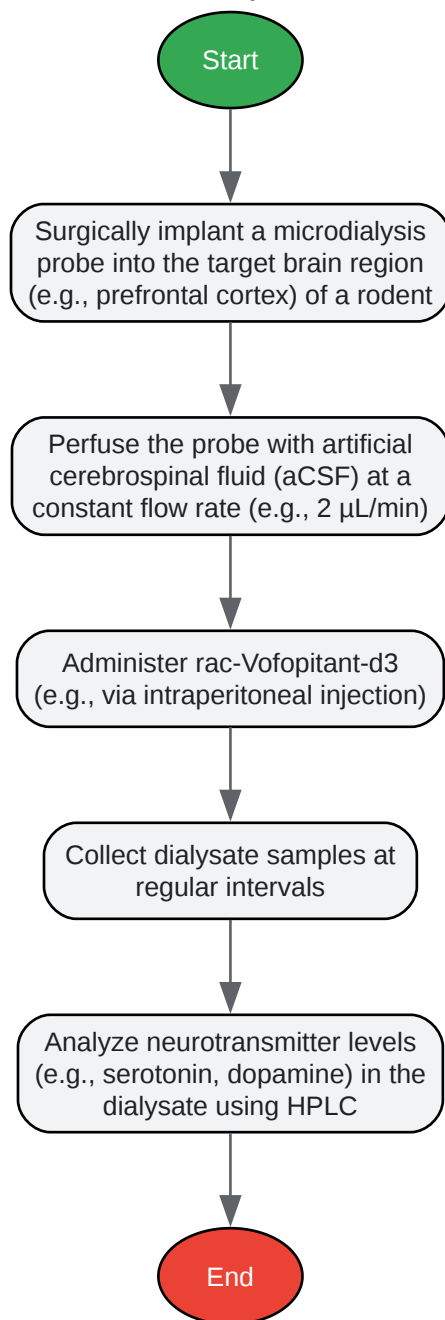 Start
Surgically implant a microdialysis
probe into the target brain region
(e.g., prefrontal cortex) of a rodent
Perfuse the probe with artificial
cerebrospinal fluid (aCSF) at a
constant flow rate (e.g., 2 µL/min)
Administer rac-Vofopitant-d3
(e.g., via intraperitoneal injection)
Collect dialysate samples at
regular intervals
Analyze neurotransmitter levels
(e.g., serotonin, dopamine) in the
dialysate using HPLC
End